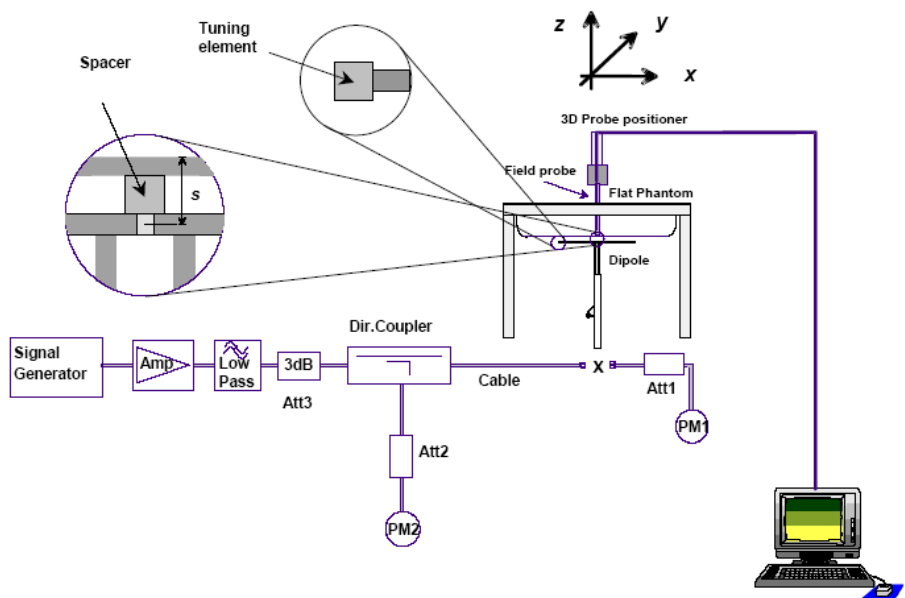 Tuning
element
Spacer
z
y
x
3D Probe positioner
Field probe
Flat Phantom
s
Dipole
Dir.Coupler
Signal
Generator
Amp
Low
Pass
3dB
Att3
Cable
X
Att1
PM1
Att2
PM2